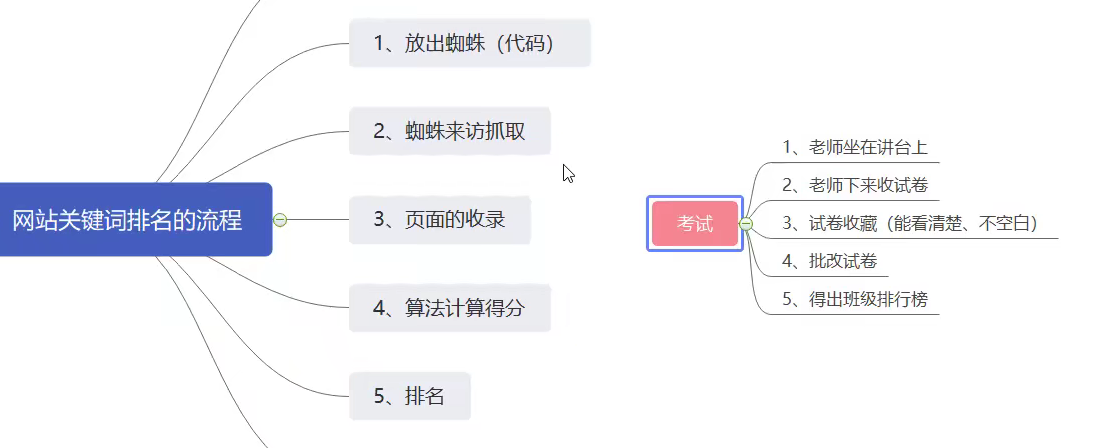 网站关键词排名的流程
1、放出蜘蛛（代码）
2、蜘蛛来访抓取
3、页面的收录
4、算法计算得分
5、排名
考试
1、老师坐在讲台上
2、老师下来收试卷
3、试卷收藏（能看清楚、不空白）
4、批改试卷
5、得出班级排行榜